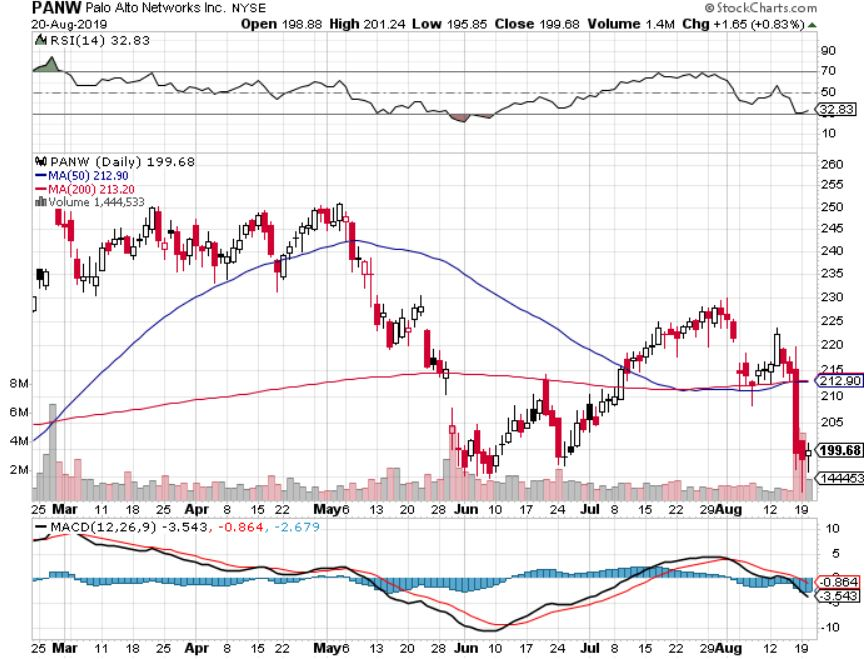 PANW Palo Alto Networks Inc. NYSE © StockCharts.com
20-Aug-2019 Open 198.88 High 201.24 Low 195.85 Close 199.68 Volume 1.4M Chg +1.65 (+0.83%)
RSI(14) 32.83
90
70
50
32.83
10
PANW (Daily) 199.68
MA(50) 212.90
MA(200) 213.20
Volume 1,444,533
260
255
250
245
240
235
230
225
220
215
212.90
210
205
199.68
144453
8M
6M
4M
2M
25 Mar 11 18 25 Apr 8 15 22 May 6 13 20 28 Jun 10 17 24 Jul 8 15 22 29 Aug 12 19
MACD(12,26,9) -3.543, -0.864, -2.679
10
5
-0.864
-3.543
-10
25 Mar 11 18 25 Apr 8 15 22 May 6 13 20 28 Jun 10 17 24 Jul 8 15 22 29 Aug 12 19